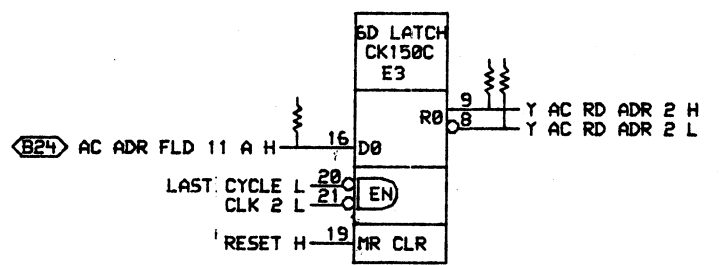 6D LATCH
CK150C
E3
9 Y AC RD ADR 2 H
R0
8 Y AC RD ADR 2 L
B24 AC ADR FLD 11 A H 16 D0
LAST CYCLE L 20
EN
CLK 2 L 21
RESET H 19 MR CLR